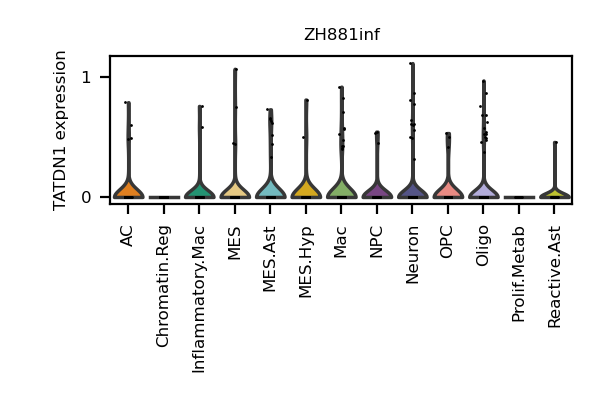 ZH881inf
TATDN1 expression
1
0
AC
Chromatin.Reg
Inflammatory.Mac
MES
MES.Ast
MES.Hyp
Mac
NPC
Neuron
OPC
Oligo
Prolif.Metab
Reactive.Ast